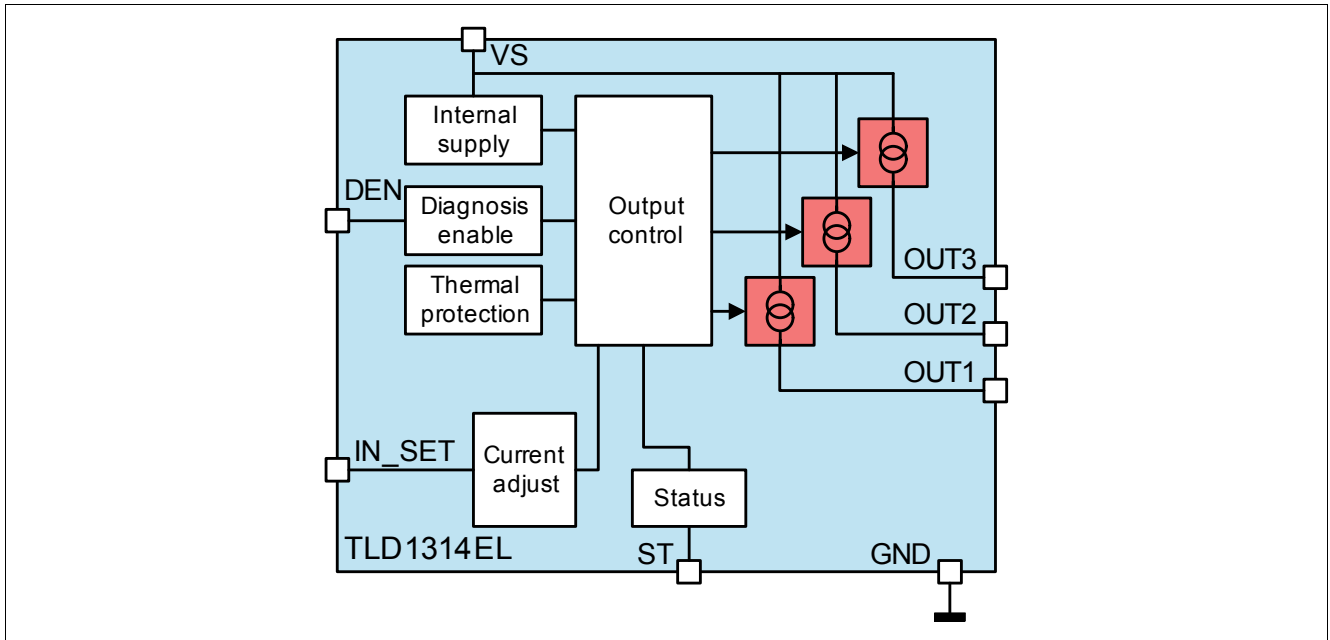 VS
Internal
supply
DEN
Diagnosis
enable
Output
control
Thermal
protection
OUT3
OUT2
OUT1
IN_SET
Current
adjust
Status
TLD1314EL
ST
GND